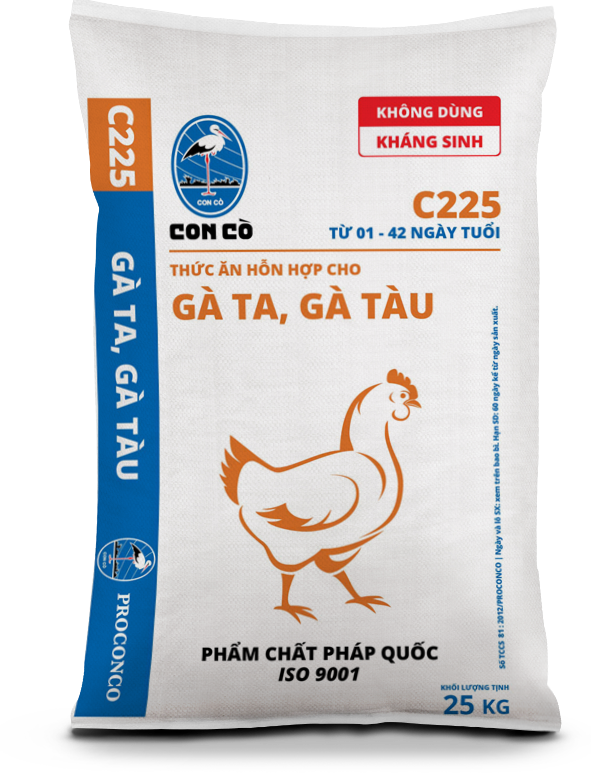 C225
GÀ TA, GÀ TÀU
CON CÒ
PROCONCO
CON CÒ
CON CÒ
KHÔNG DÙNG
KHÁNG SINH
C225
TỪ 01 - 42 NGÀY TUỔI
THỨC ĂN HỖN HỢP CHO
GÀ TA, GÀ TÀU
Số TCCS 81 : 2012/PROCONCO | Ngày và lô SX: xem trên bao bì. Hạn SD: 60 ngày kể từ ngày sản xuất.
PHẨM CHẤT PHÁP QUỐC
ISO 9001
KHỐI LƯỢNG TỊNH
25 KG